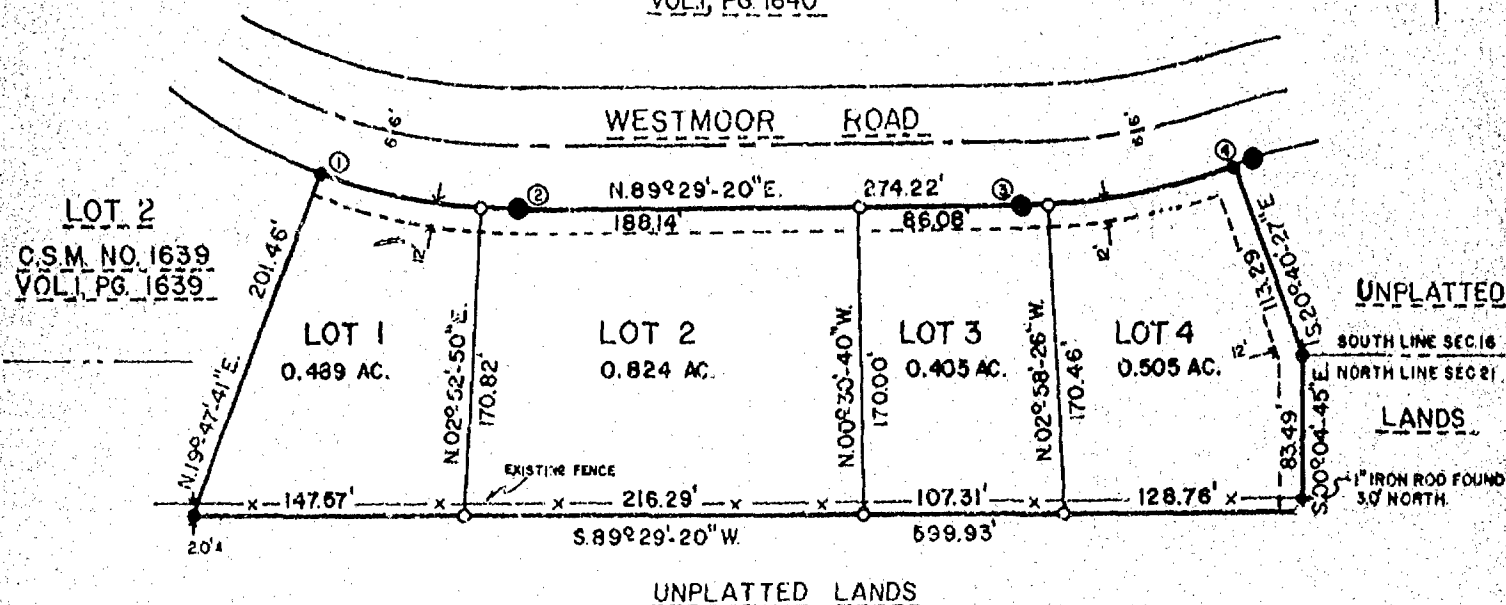 VOL.1, PG. 1640
WESTMOOR ROAD
66'
66'
① ② ③ ④
N.89°29'-20"E. 274.22'
188.14' 86.08'
12' 12'
LOT 2
C.S.M. NO. 1639
VOL.1, PG. 1639
201.46'
N.19°-47'-41"E.
LOT 1
0.489 AC.
N.02°-52'-50"E.
170.82'
LOT 2
0.824 AC.
N.00°-30'-40"W.
170.00'
LOT 3
0.405 AC.
N.02°-58'-26"W.
170.46'
LOT 4
0.505 AC.
S.20°-40'-27"E
113.29'
12'
UNPLATTED
SOUTH LINE SEC.16
NORTH LINE SEC 21
LANDS
83.49'
S.00°-04'-45"E.
1" IRON ROD FOUND
3.0' NORTH
EXISTING FENCE
x 147.67' x x 216.29' x x 107.31' x 128.76' x
2.0'
S.89°29'-20"W. 599.93'
UNPLATTED LANDS